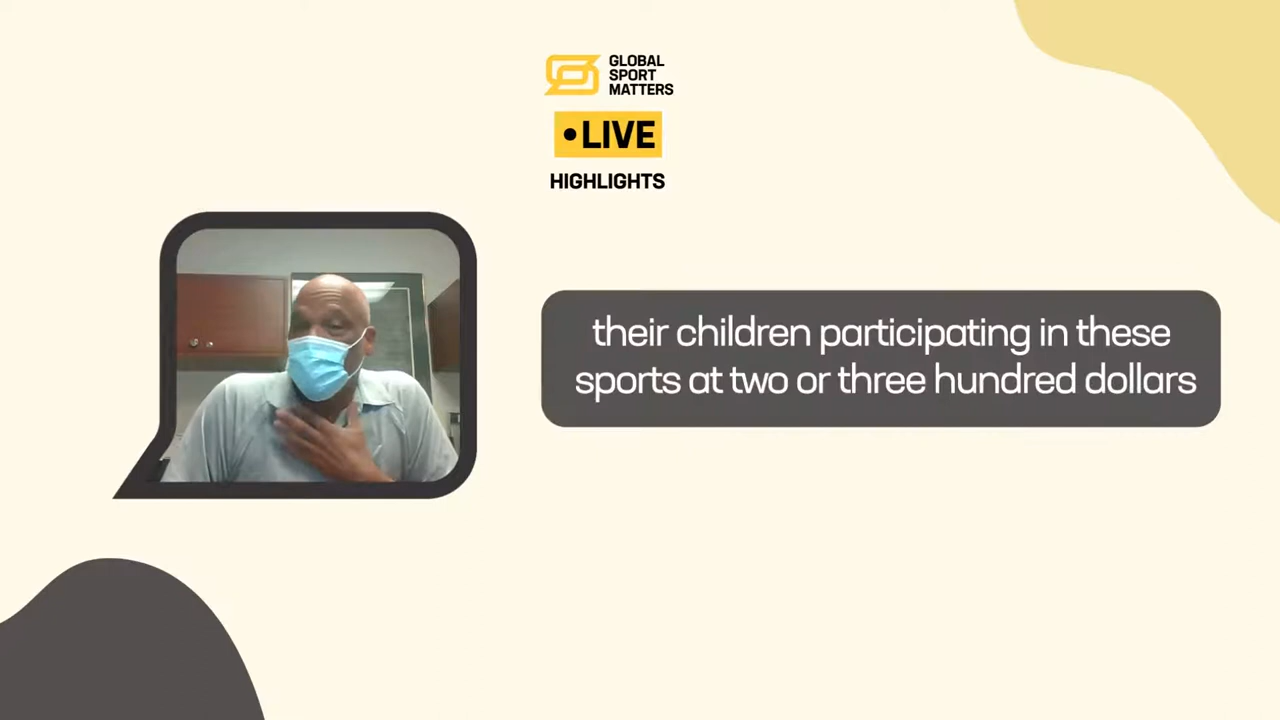 GLOBAL
SPORT
MATTERS
•LIVE
HIGHLIGHTS
their children participating in these
sports at two or three hundred dollars